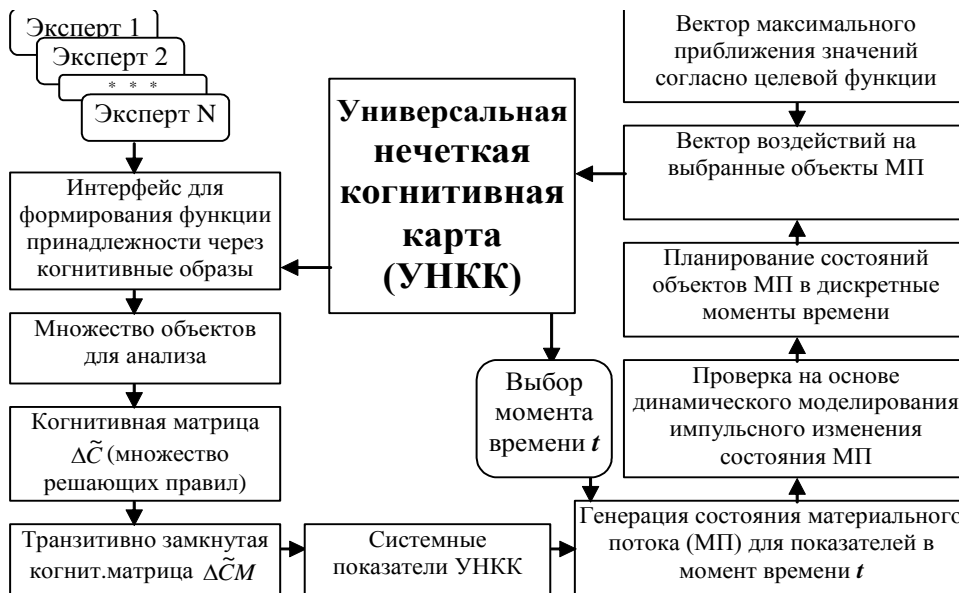 Эксперт 1
Эксперт 2
* * *
Эксперт N
Интерфейс для
формирования функции
принадлежности через
когнитивные образы
Множество объектов
для анализа
Когнитивная матрица
ΔC̃ (множество
решающих правил)
Транзитивно замкнутая
когнит.матрица ΔC̃M
Системные
показатели УНКК
Универсальная
нечеткая
когнитивная
карта
(УНКК)
Выбор
момента
времени t
Вектор максимального
приближения значений
согласно целевой функции
Вектор воздействий на
выбранные объекты МП
Планирование состояний
объектов МП в дискретные
моменты времени
Проверка на основе
динамического моделирования
импульсного изменения
состояния МП
Генерация состояния материального
потока (МП) для показателей в
момент времени t